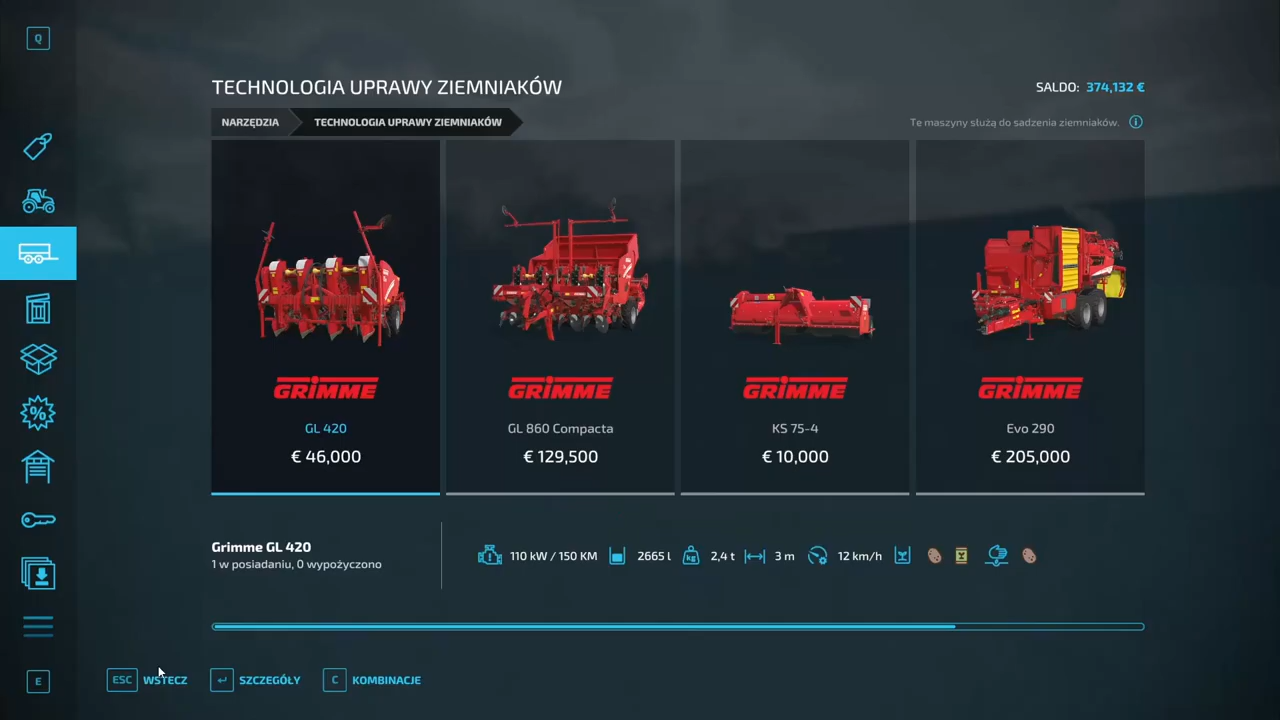 Q
TECHNOLOGIA UPRAWY ZIEMNIAKÓW
SALDO: 374,132 €
NARZĘDZIA
TECHNOLOGIA UPRAWY ZIEMNIAKÓW
Te maszyny służą do sadzenia ziemniaków.
GRIMME
GRIMME
GRIMME
GRIMME
GL 420
GL 860 Compacta
KS 75-4
Evo 290
€ 46,000
€ 129,500
€ 10,000
€ 205,000
Grimme GL 420
1 w posiadaniu, 0 wypożyczono
110 kW / 150 KM
2665 l
kg
2,4 t
3 m
12 km/h
E
ESC WSTECZ
SZCZEGÓŁY
C KOMBINACJE